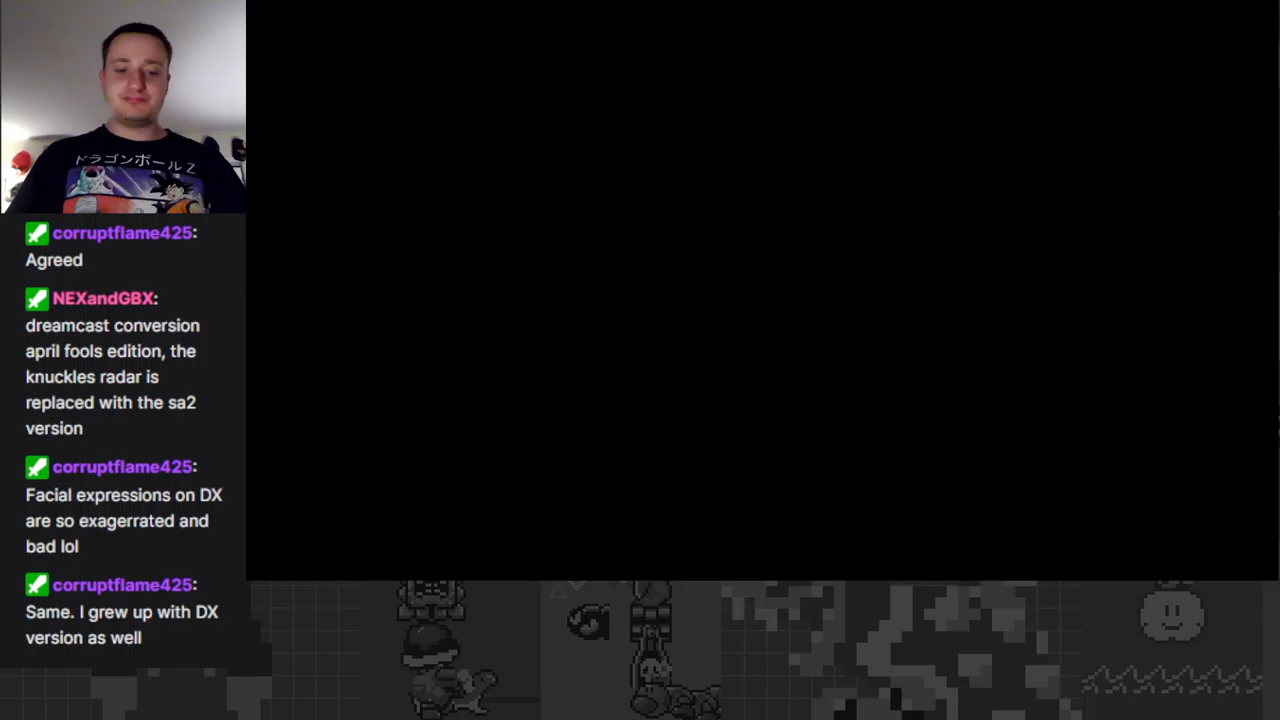 ドラゴンボールZ
corruptflame425:
Agreed
NEXandGBX:
dreamcast conversion
april fools edition, the
knuckles radar is
replaced with the sa2
version
corruptflame425:
Facial expressions on DX
are so exagerrated and
bad lol
corruptflame425:
Same. I grew up with DX
version as well